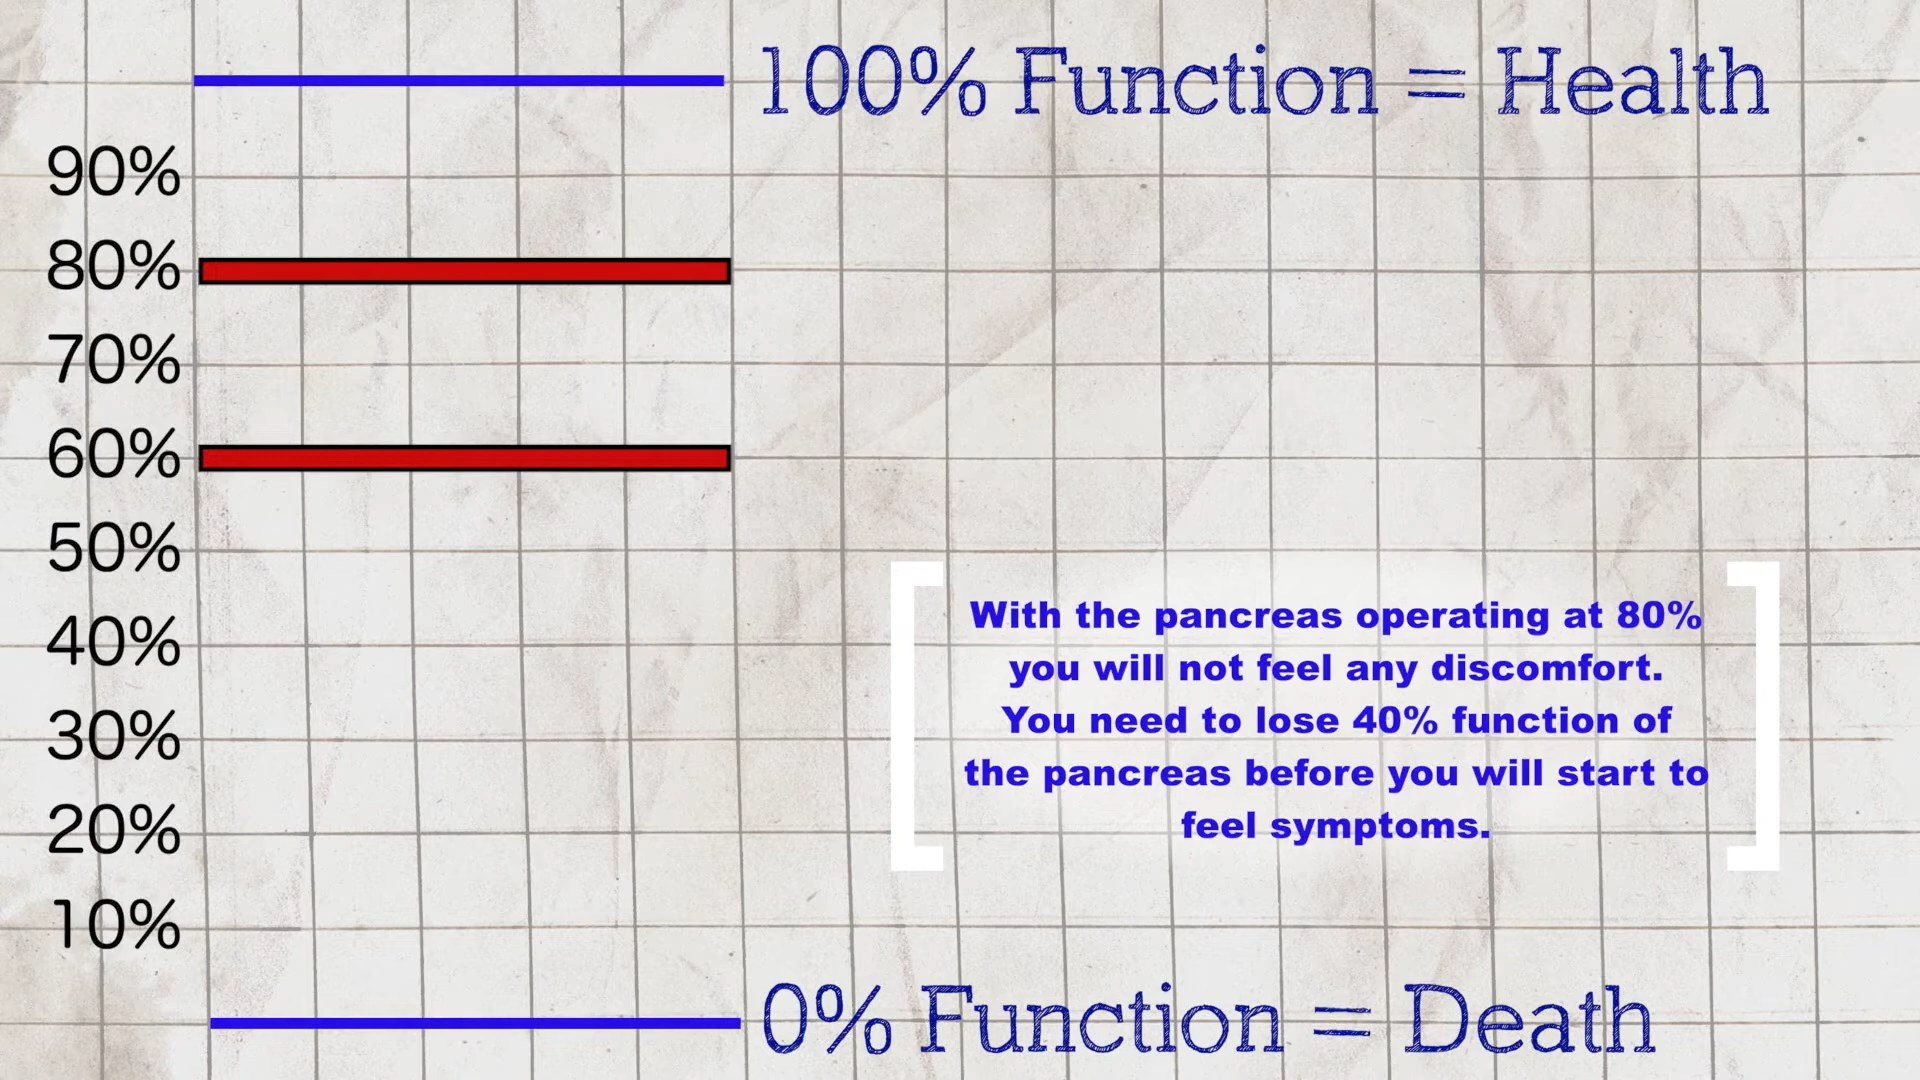 100% Function = Health
90%
80%
70%
60%
50%
With the pancreas operating at 80%
you will not feel any discomfort.
You need to lose 40% function of
the pancreas before you will start to
feel symptoms.
40%
30%
20%
10%
0% Function = Death